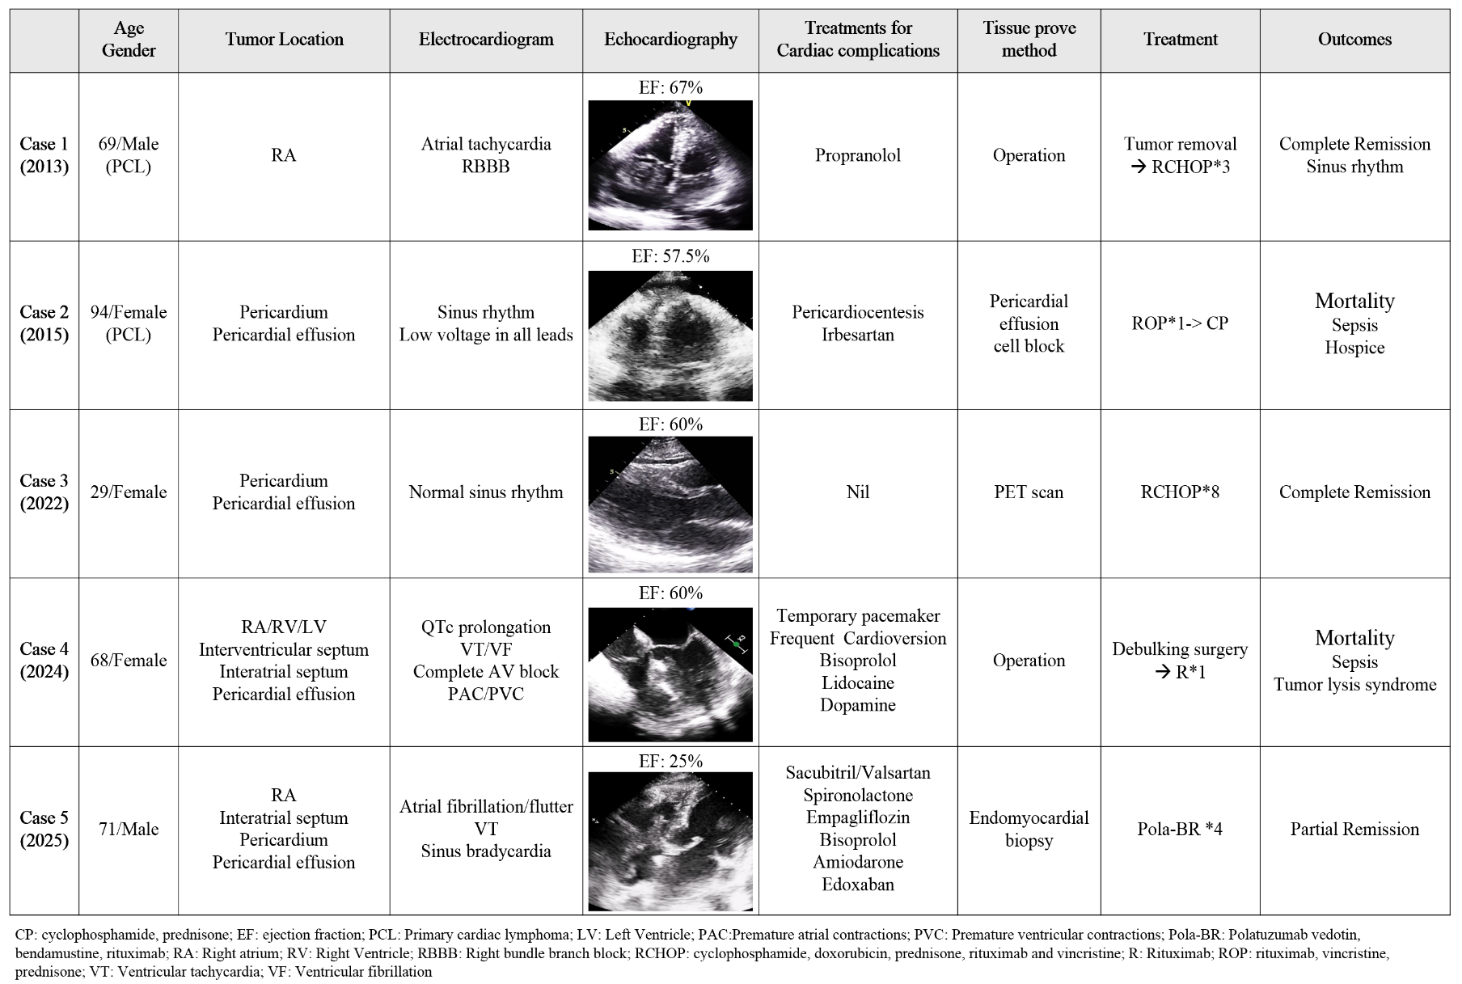 Age
Gender
Tumor Location
Electrocardiogram
Echocardiography
Treatments for
Cardiac complications
Tissue prove
method
Treatment
Outcomes
Case 1
(2013)
69/Male
(PCL)
RA
Atrial tachycardia
RBBB
EF: 67%
V
5
Propranolol
Operation
Tumor removal
→ RCHOP*3
Complete Remission
Sinus rhythm
Case 2
(2015)
94/Female
(PCL)
Pericardium
Pericardial effusion
Sinus rhythm
Low voltage in all leads
EF: 57.5%
Pericardiocentesis
Irbesartan
Pericardial
effusion
cell block
ROP*1-> CP
Mortality
Sepsis
Hospice
Case 3
(2022)
29/Female
Pericardium
Pericardial effusion
Normal sinus rhythm
EF: 60%
5
Nil
PET scan
RCHOP*8
Complete Remission
Case 4
(2024)
68/Female
RA/RV/LV
Interventricular septum
Interatrial septum
Pericardial effusion
QTc prolongation
VT/VF
Complete AV block
PAC/PVC
EF: 60%
Temporary pacemaker
Frequent Cardioversion
Bisoprolol
Lidocaine
Dopamine
Operation
Debulking surgery
→ R*1
Mortality
Sepsis
Tumor lysis syndrome
Case 5
(2025)
71/Male
RA
Interatrial septum
Pericardium
Pericardial effusion
Atrial fibrillation/flutter
VT
Sinus bradycardia
EF: 25%
Sacubitril/Valsartan
Spironolactone
Empagliflozin
Bisoprolol
Amiodarone
Edoxaban
Endomyocardial
biopsy
Pola-BR *4
Partial Remission
CP: cyclophosphamide, prednisone; EF: ejection fraction; PCL: Primary cardiac lymphoma; LV: Left Ventricle; PAC:Premature atrial contractions; PVC: Premature ventricular contractions; Pola-BR: Polatuzumab vedotin,
bendamustine, rituximab; RA: Right atrium; RV: Right Ventricle; RBBB: Right bundle branch block; RCHOP: cyclophosphamide, doxorubicin, prednisone, rituximab and vincristine; R: Rituximab; ROP: rituximab, vincristine,
prednisone; VT: Ventricular tachycardia; VF: Ventricular fibrillation